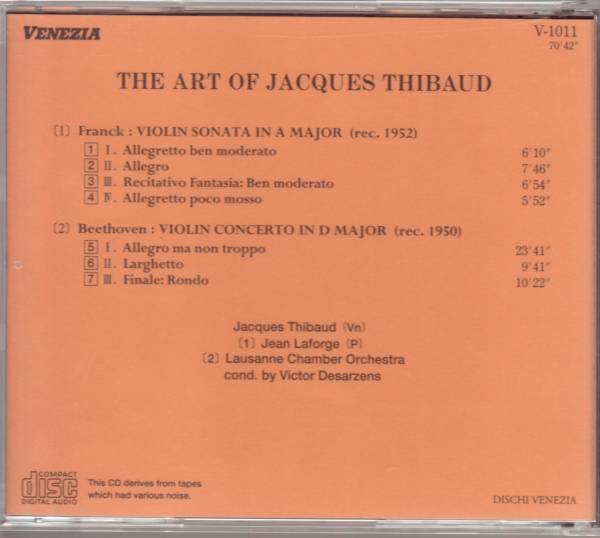 VENEZIA
V-1011
70'42"
THE ART OF JACQUES THIBAUD
〔1〕 Franck : VIOLIN SONATA IN A MAJOR (rec. 1952)
1 Ⅰ. Allegretto ben moderato 6'10"
2 Ⅱ. Allegro 7'46"
3 Ⅲ. Recitativo Fantasia: Ben moderato 6'54"
4 Ⅳ. Allegretto poco mosso 5'52"
〔2〕 Beethoven : VIOLIN CONCERTO IN D MAJOR (rec. 1950)
5 Ⅰ. Allegro ma non troppo 23'41"
6 Ⅱ. Larghetto 9'41"
7 Ⅲ. Finale: Rondo 10'22"
Jacques Thibaud (Vn)
〔1〕 Jean Laforge (P)
〔2〕 Lausanne Chamber Orchestra
cond. by Victor Desarzens
COMPACT
disc
DIGITAL AUDIO
This CD derives from tapes
which had various noise.
DISCHI VENEZIA